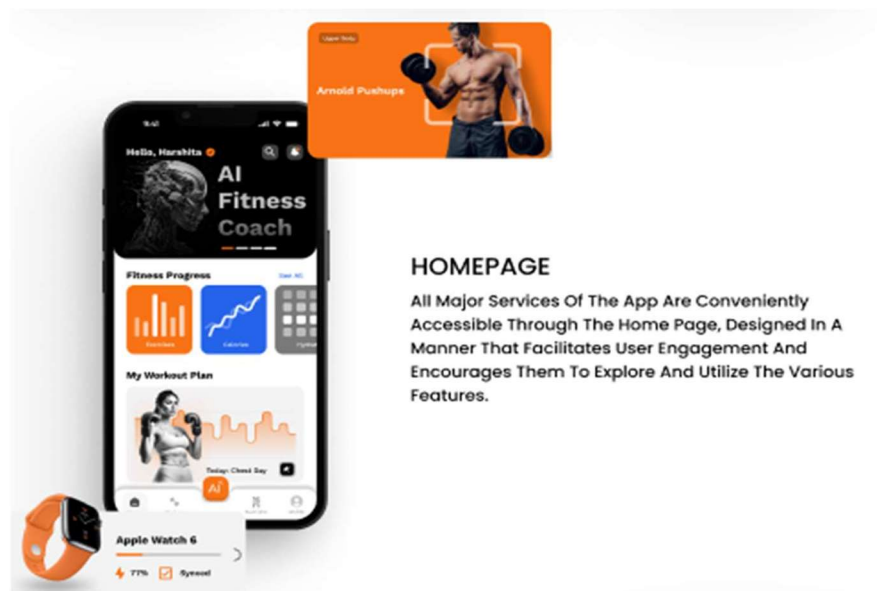 Upper Body
Arnold Pushups
9:41
Hello, Harshita
AI
Fitness
Coach
Fitness Progress
See All
Exercises
Calories
My Workout Plan
Today: Chest Day
AI
HOMEPAGE
All Major Services Of The App Are Conveniently
Accessible Through The Home Page, Designed In A
Manner That Facilitates User Engagement And
Encourages Them To Explore And Utilize The Various
Features.
Apple Watch 6
77%
Synced